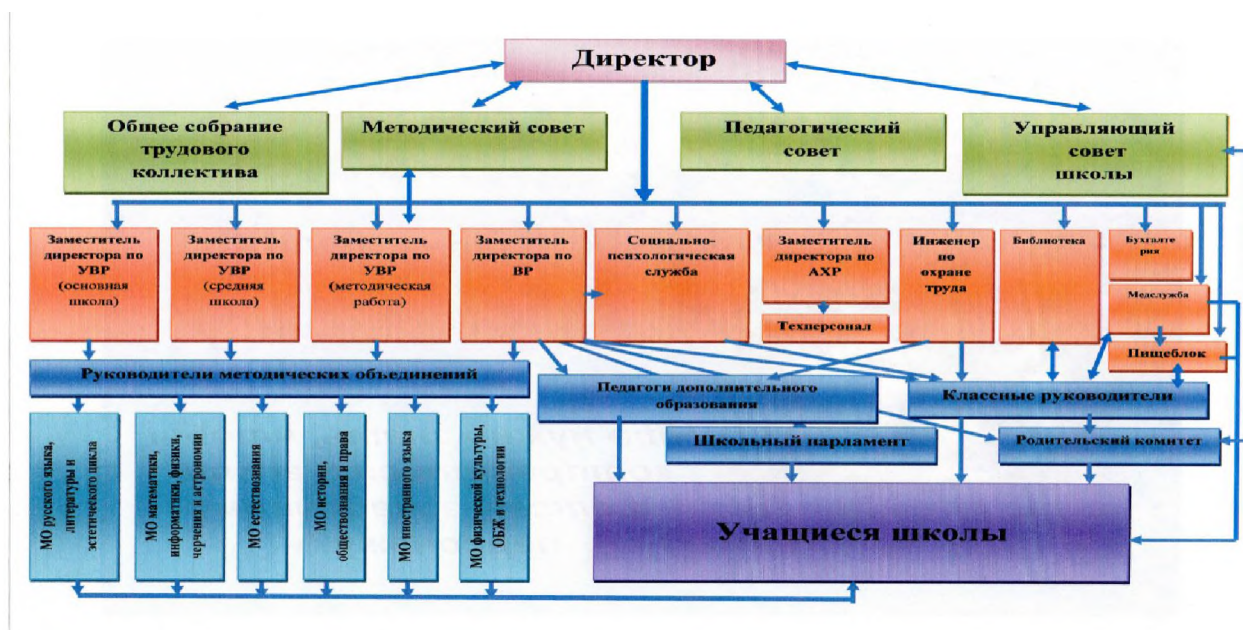 Директор
Общее собрание
трудового
коллектива
Методический совет
Педагогический
совет
Управляющий
совет
школы
Заместитель
директора по
УВР
(основная
школа)
Заместитель
директора по
УВР
(средняя
школа)
Заместитель
директора по
УВР
(методическая
работа)
Заместитель
директора по
ВР
Социально-
психологическая
служба
Заместитель
директора по
АХР
Техперсонал
Инженер
по
охране
труда
Библиотека
Бухгалте
рия
Медслужба
Пищеблок
Руководители методических объединений
Педагоги дополнительного
образования
Классные руководители
Школьный парламент
Родительский комитет
МО русского языка,
литературы и
эстетического цикла
МО математики,
информатики, физики,
черчения и астрономии
МО естествознания
МО истории,
обществознания и права
МО иностранного языка
МО физической культуры,
ОБЖ и технологии
Учащиеся школы